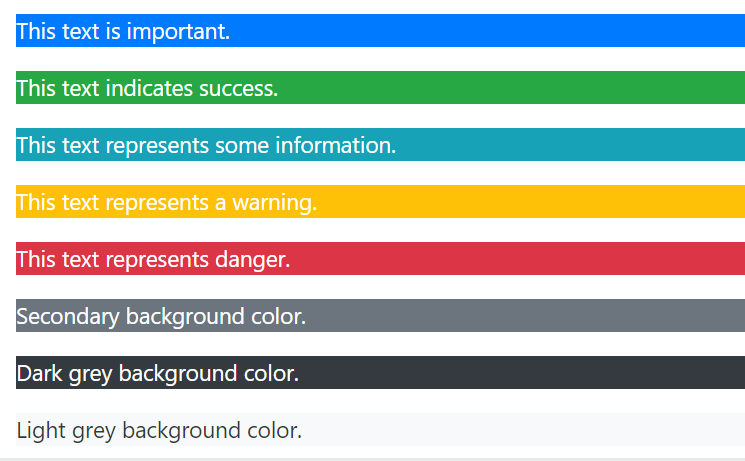 This text is important.
This text indicates success.
This text represents some information.
This text represents a warning.
This text represents danger.
Secondary background color.
Dark grey background color.
Light grey background color.